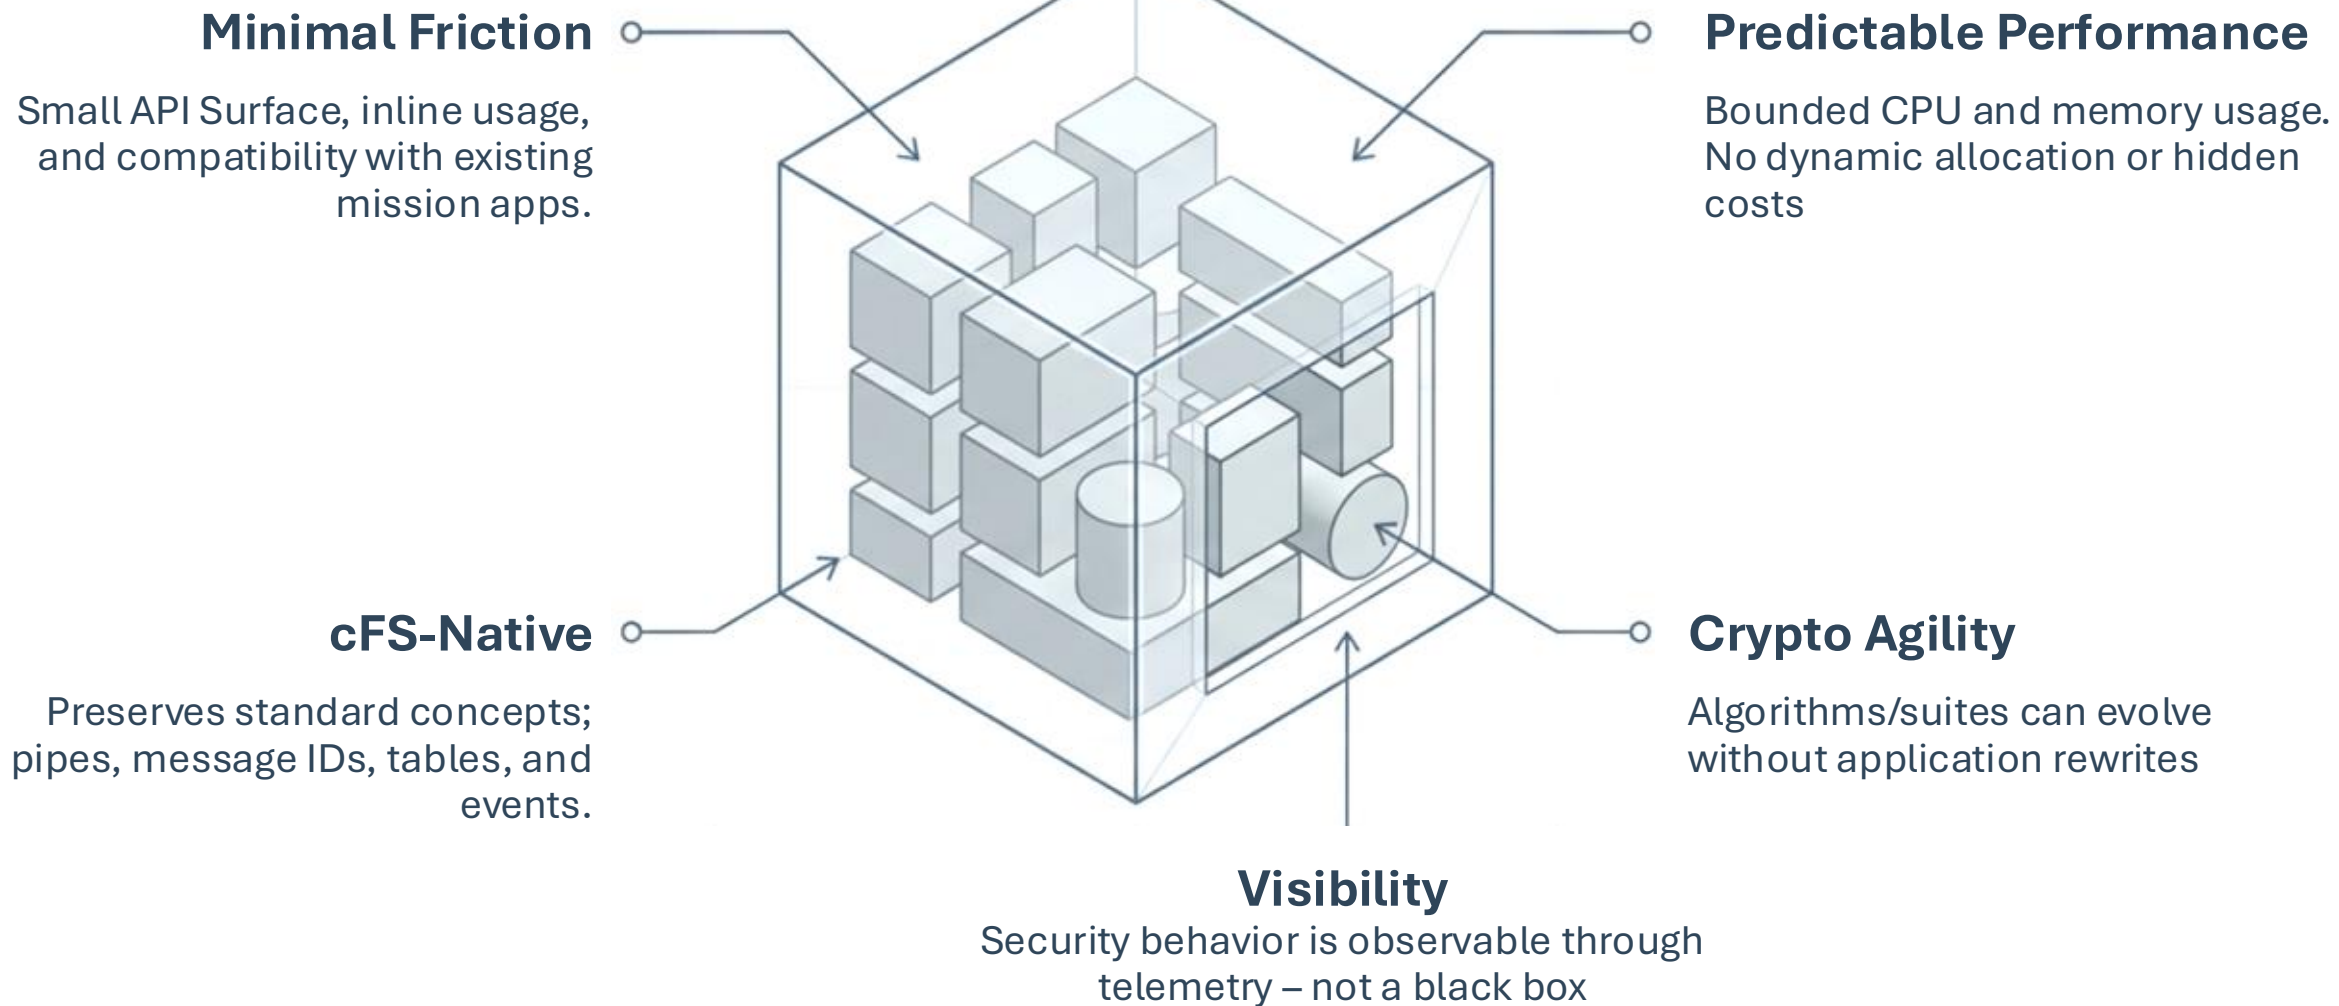 Minimal Friction
Small API Surface, inline usage,
and compatibility with existing
mission apps.
Predictable Performance
Bounded CPU and memory usage.
No dynamic allocation or hidden
costs
cFS-Native
Preserves standard concepts;
pipes, message IDs, tables, and
events.
Crypto Agility
Algorithms/suites can evolve
without application rewrites
Visibility
Security behavior is observable through
telemetry – not a black box